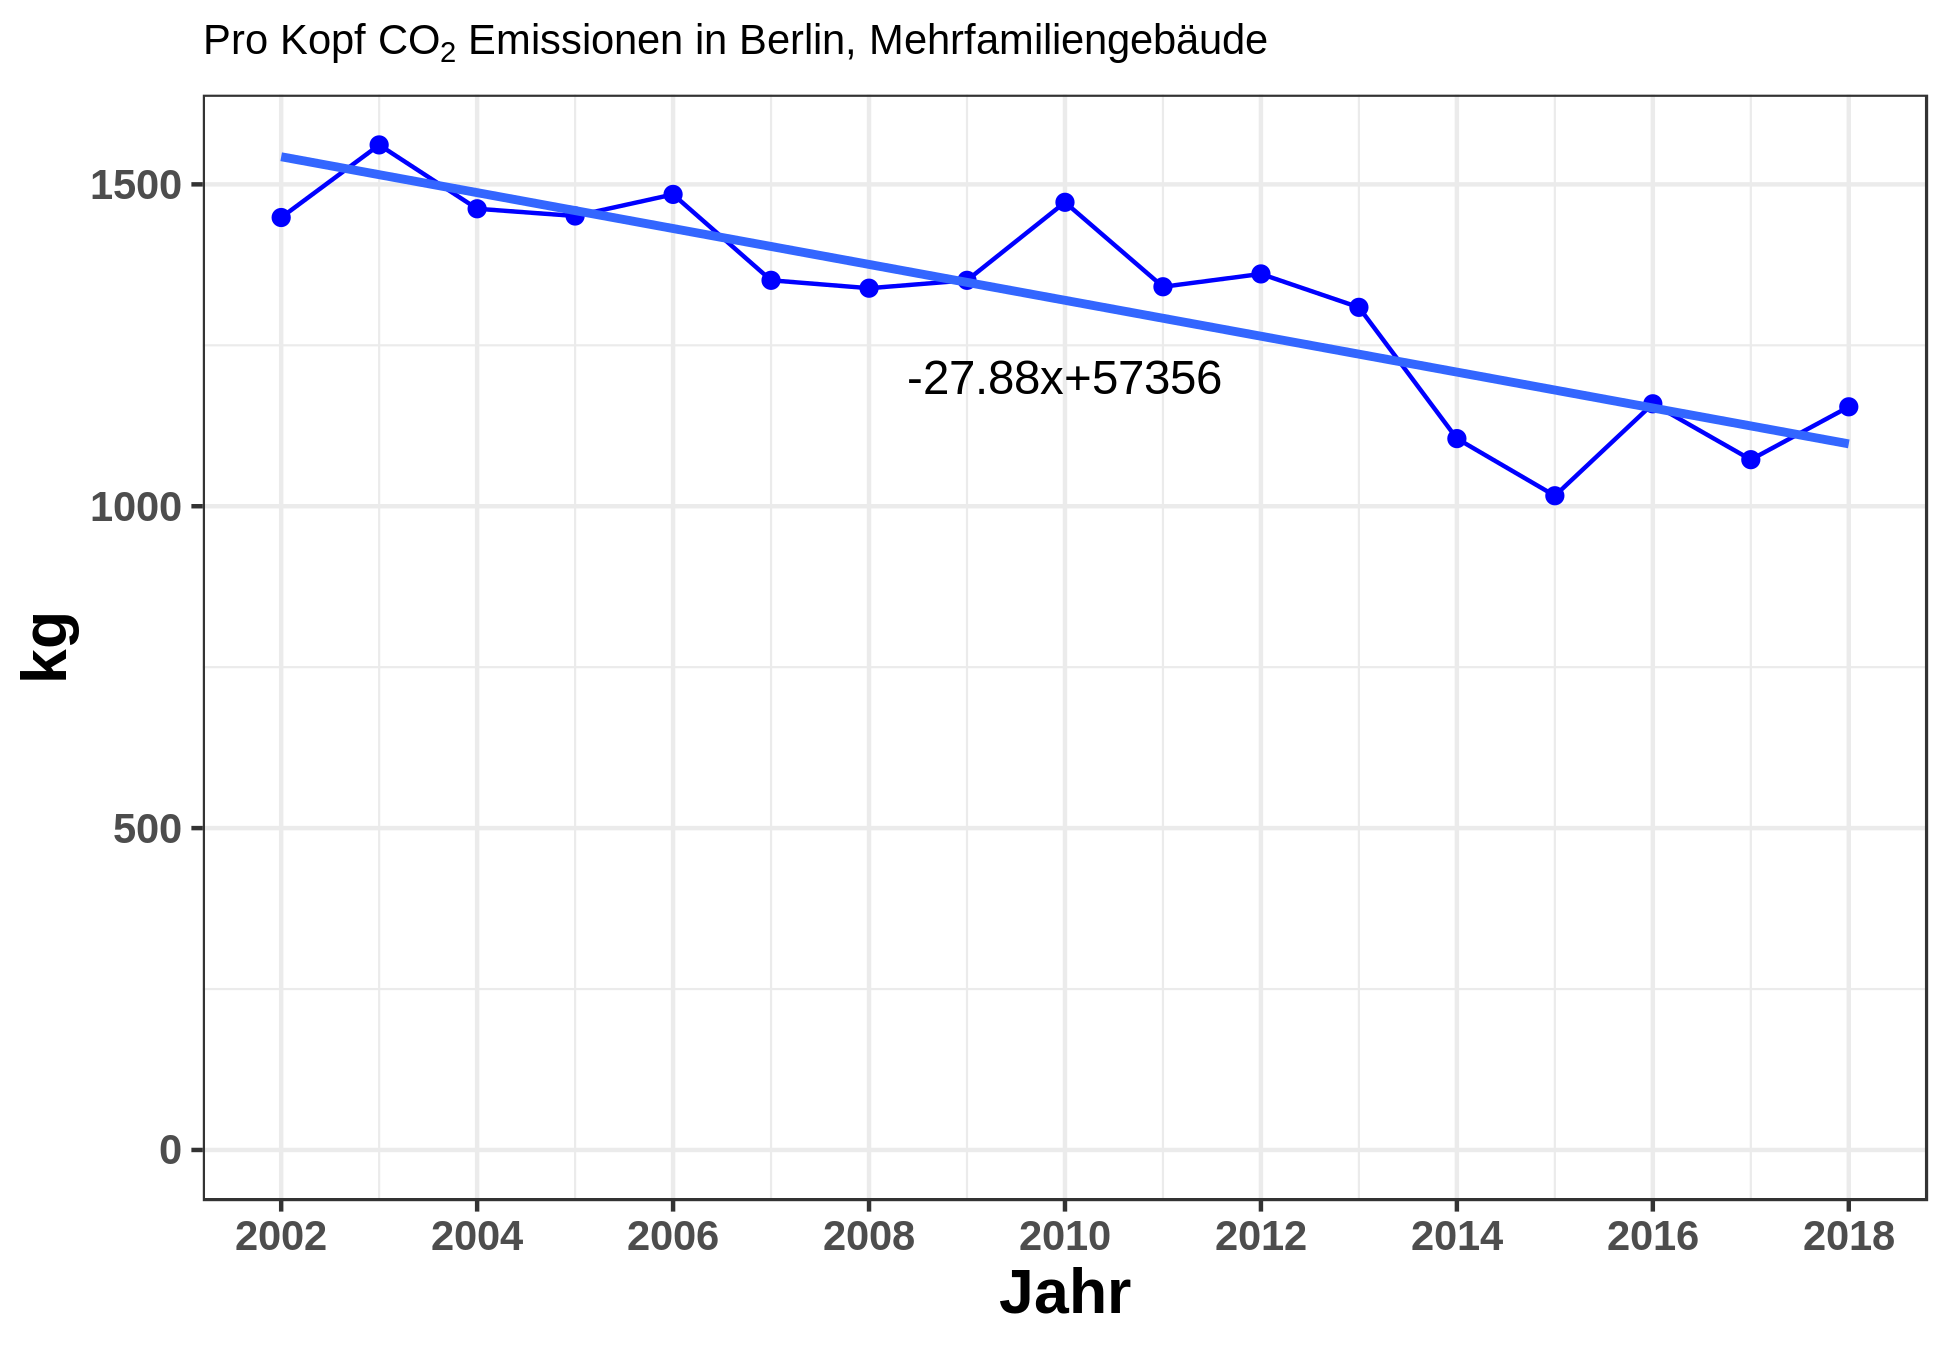 Pro Kopf CO₂ Emissionen in Berlin, Mehrfamiliengebäude
1500
1000
500
0
kg
-27.88x+57356
2002 2004 2006 2008 2010 2012 2014 2016 2018
Jahr